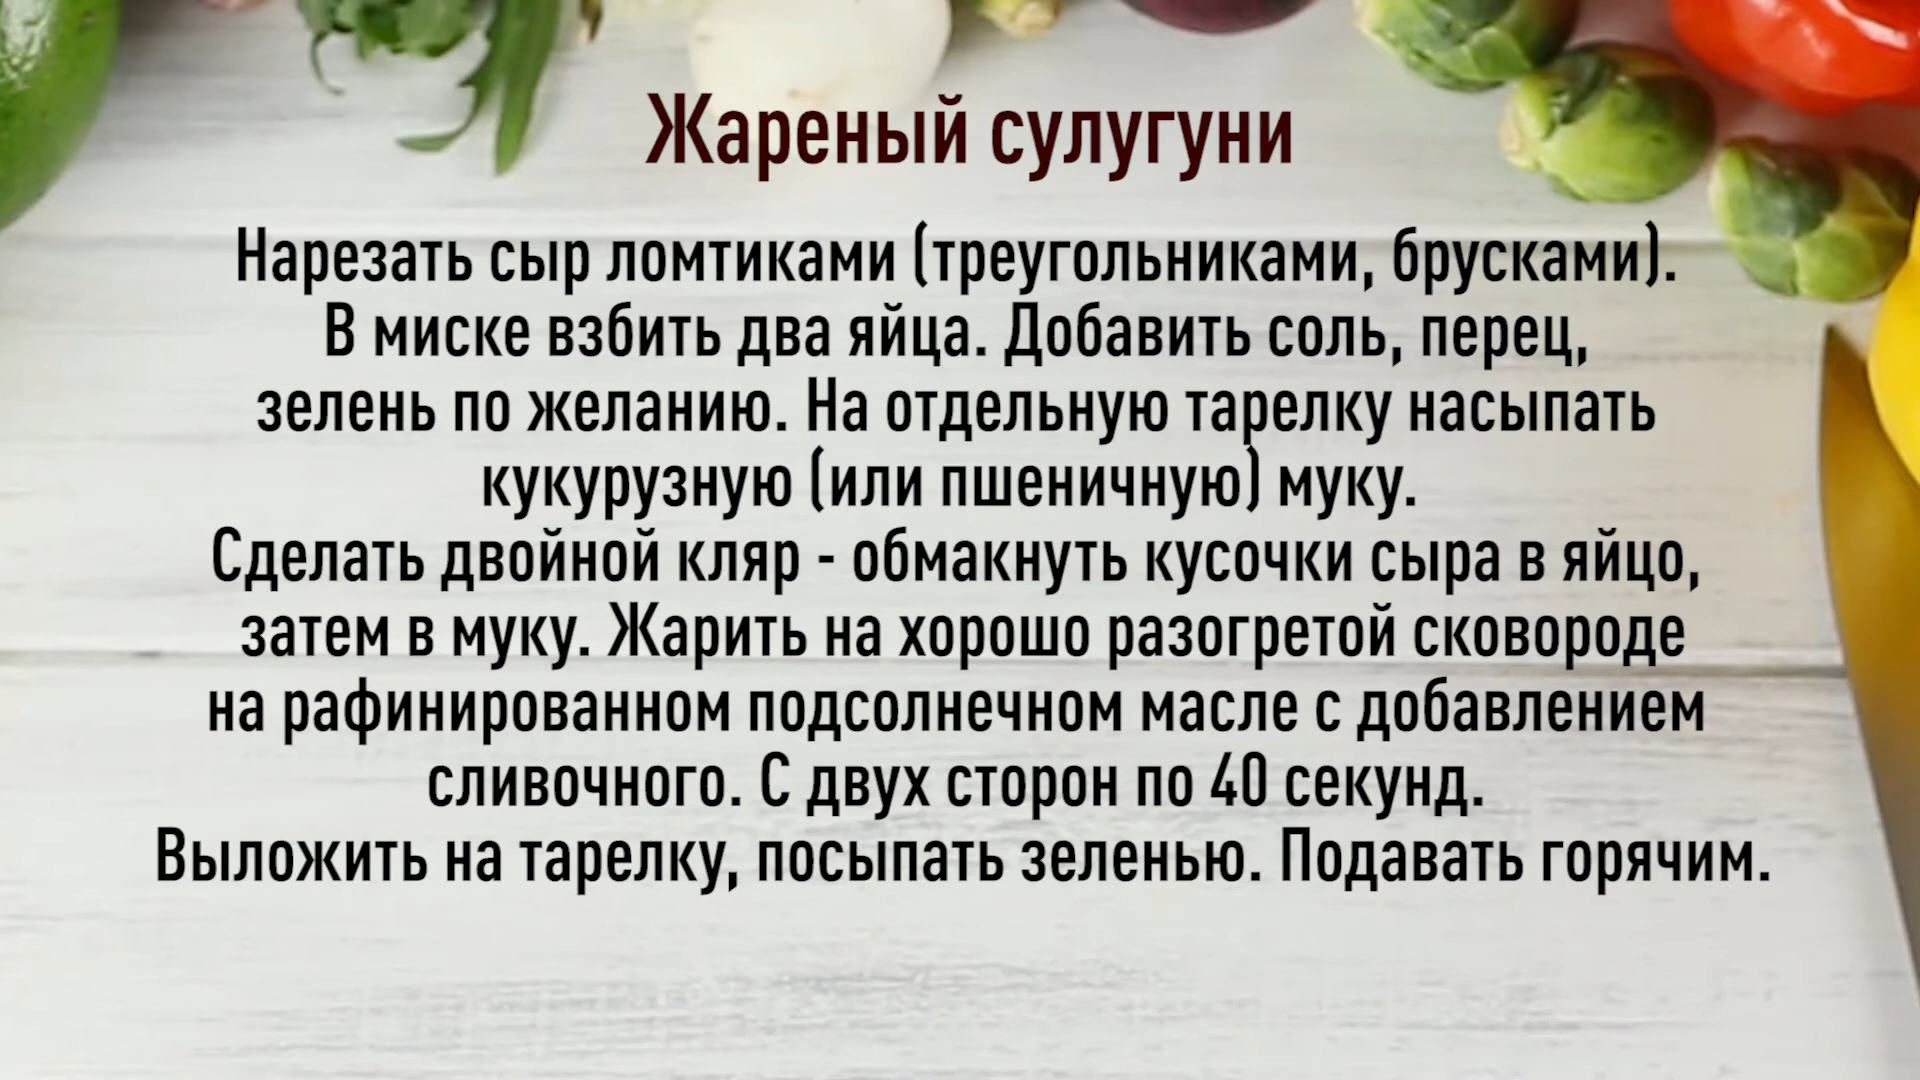 Жареный сулугуни
Нарезать сыр ломтиками (треугольниками, брусками).
В миске взбить два яйца. Добавить соль, перец,
зелень по желанию. На отдельную тарелку насыпать
кукурузную (или пшеничную) муку.
Сделать двойной кляр - обмакнуть кусочки сыра в яйцо,
затем в муку. Жарить на хорошо разогретой сковороде
на рафинированном подсолнечном масле с добавлением
сливочного. С двух сторон по 40 секунд.
Выложить на тарелку, посыпать зеленью. Подавать горячим.